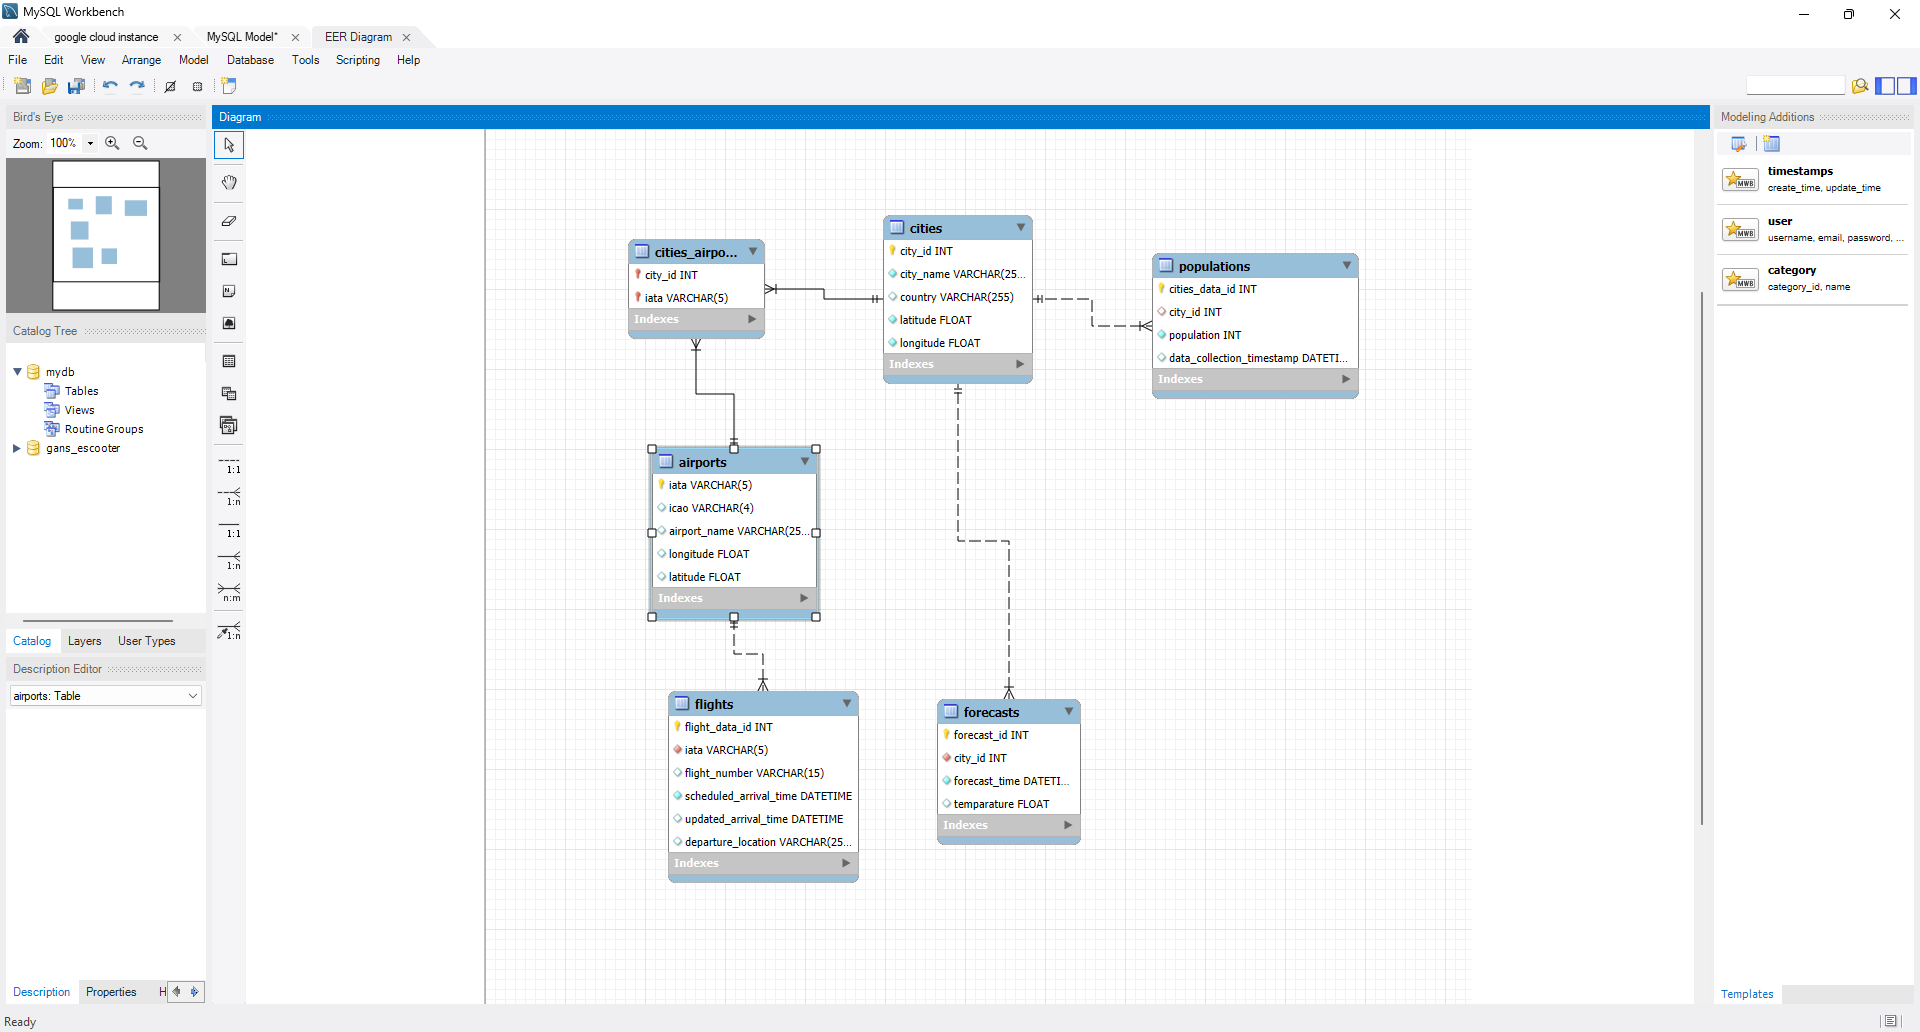 MySQL Workbench
google cloud instance
MySQL Model*
EER Diagram
File Edit View Arrange Model Database Tools Scripting Help
Bird's Eye
Zoom: 100%
Catalog Tree
mydb
Tables
Views
Routine Groups
gans_escooter
Catalog Layers User Types
Description Editor
airports: Table
Description Properties H
Ready
Diagram
1:1
1:n
1:1
1:n
n:m
1:n
cities_airpo...
city_id INT
iata VARCHAR(5)
Indexes
cities
city_id INT
city_name VARCHAR(25...
country VARCHAR(255)
latitude FLOAT
longitude FLOAT
Indexes
populations
cities_data_id INT
city_id INT
population INT
data_collection_timestamp DATETI...
Indexes
airports
iata VARCHAR(5)
icao VARCHAR(4)
airport_name VARCHAR(25...
longitude FLOAT
latitude FLOAT
Indexes
flights
flight_data_id INT
iata VARCHAR(5)
flight_number VARCHAR(15)
scheduled_arrival_time DATETIME
updated_arrival_time DATETIME
departure_location VARCHAR(25...
Indexes
forecasts
forecast_id INT
city_id INT
forecast_time DATETI...
temparature FLOAT
Indexes
Modeling Additions
MWB
timestamps
create_time, update_time
MWB
user
username, email, password, ...
MWB
category
category_id, name
Templates